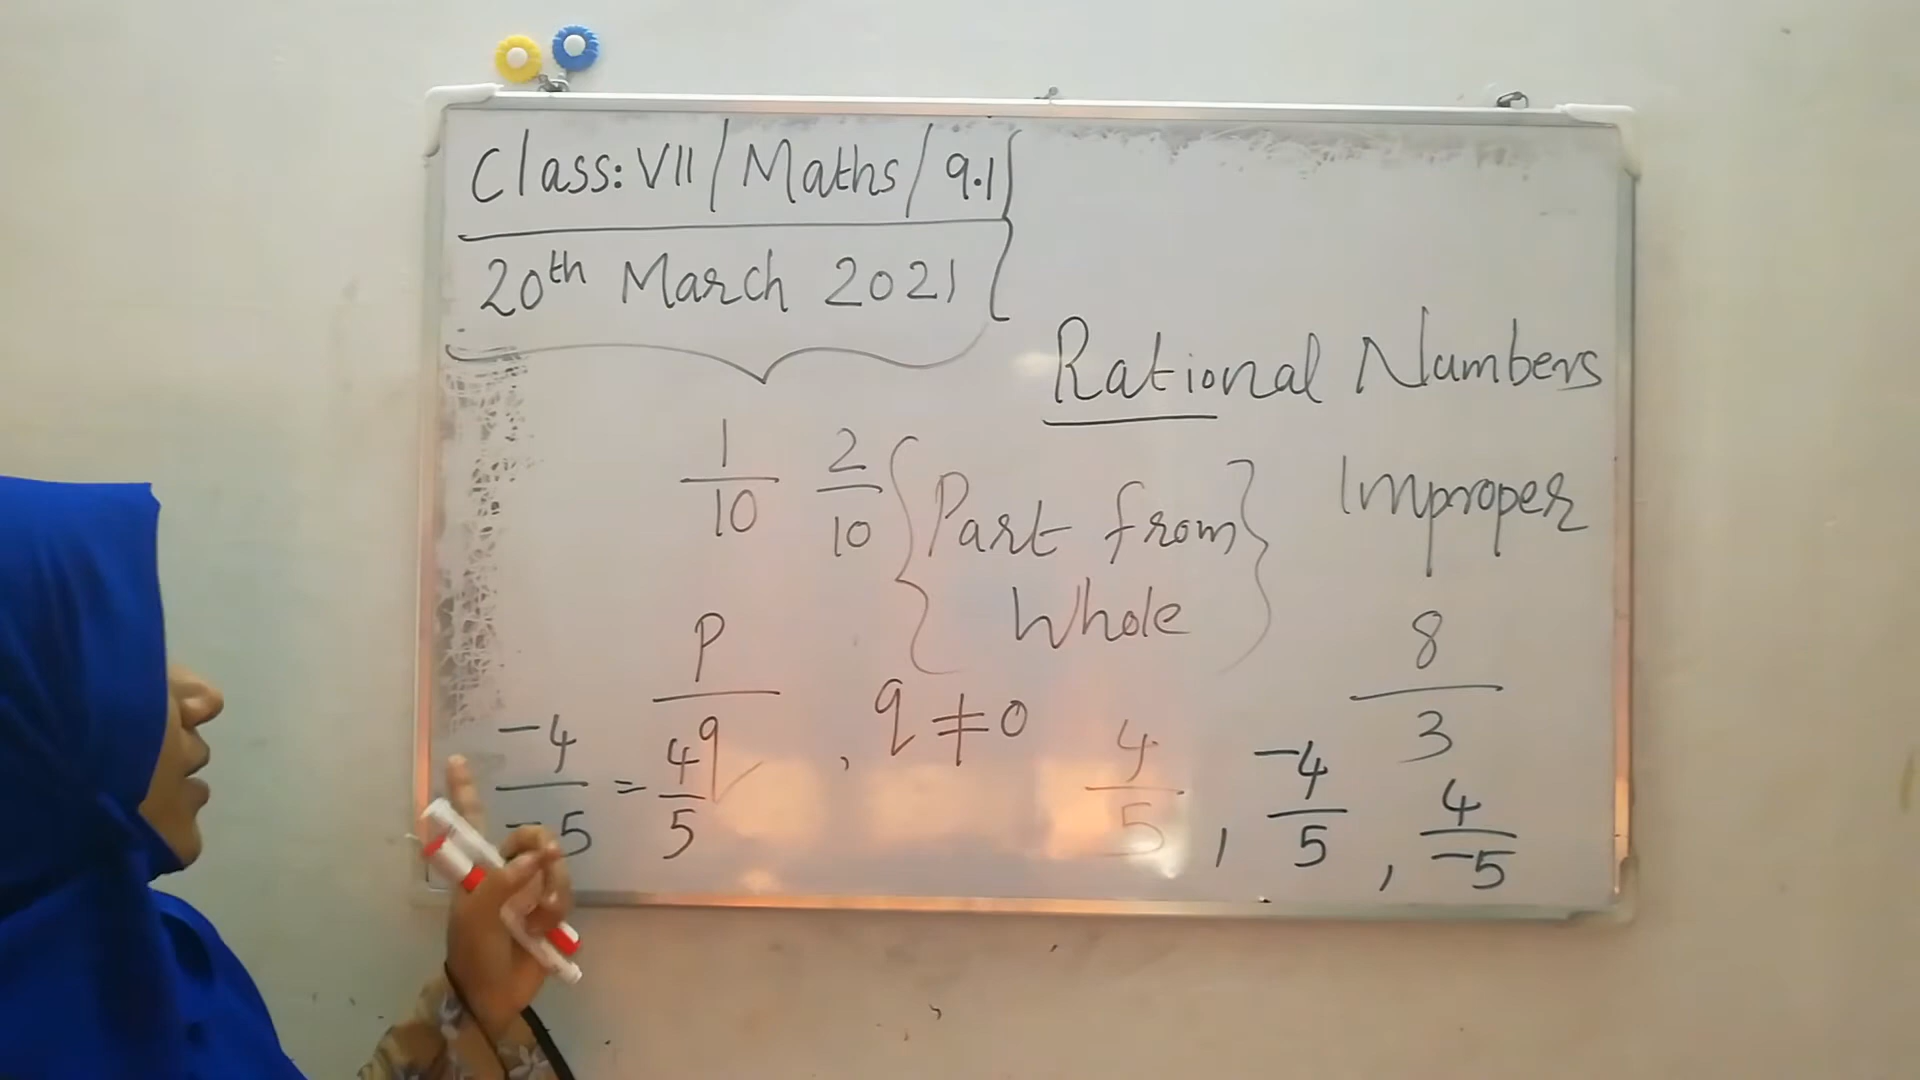 Class: VII / Maths / 9.1
20th March 2021
Rational Numbers
1/10 2/10 { Part from Whole }
Improper
8/3
p/q , q ≠ 0
-4/-5 = 4/5 ✓
4/5 , -4/5 , 4/-5